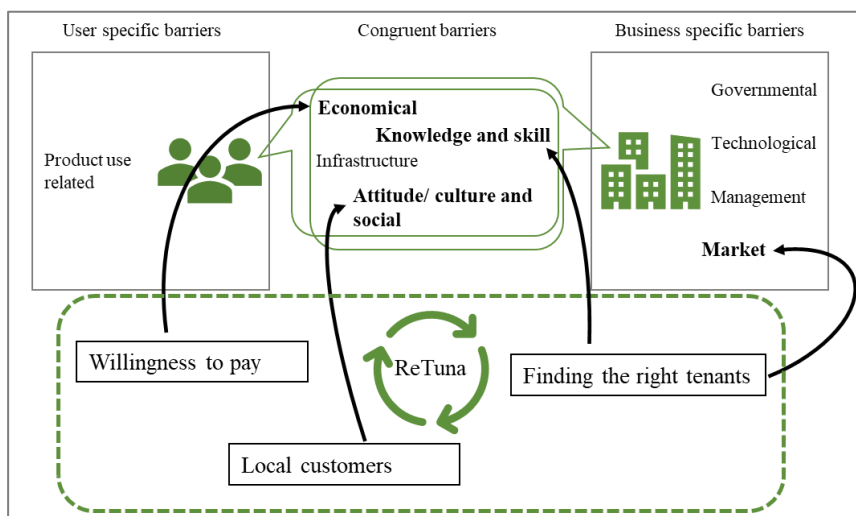 User specific barriers
Congruent barriers
Business specific barriers
Product use
related
Economical
Knowledge and skill
Infrastructure
Attitude/ culture and
social
Governmental
Technological
Management
Market
Willingness to pay
ReTuna
Finding the right tenants
Local customers